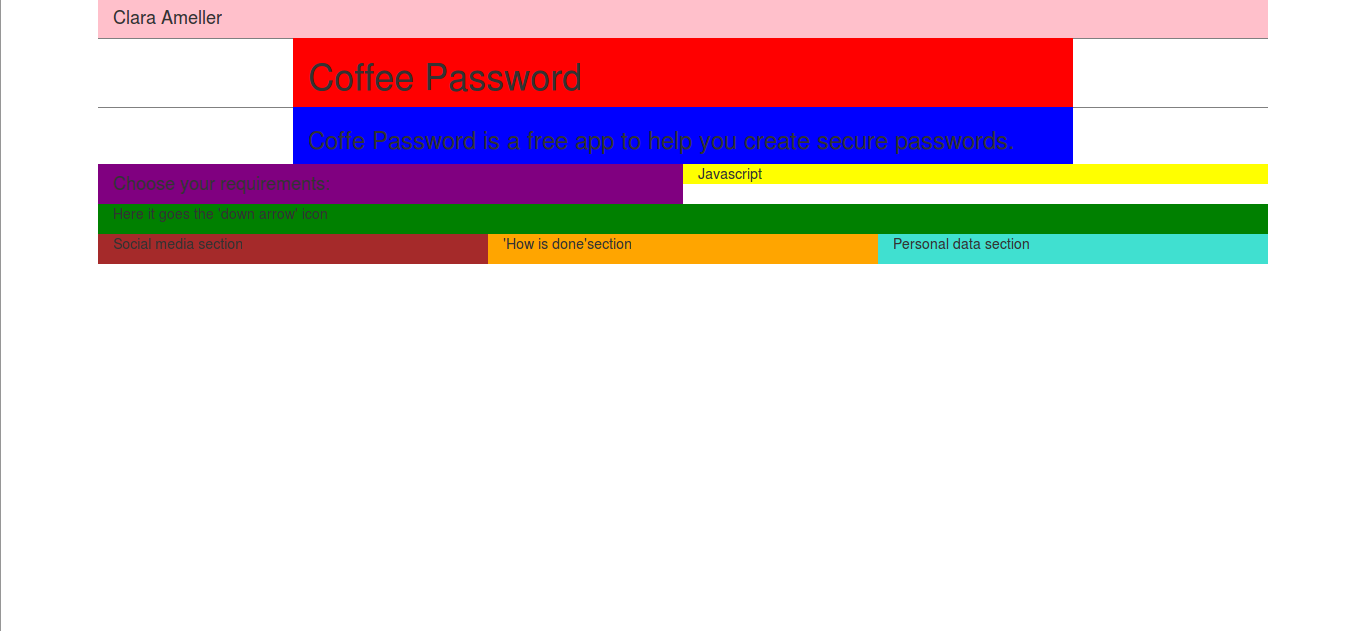 Clara Ameller
Coffee Password
Coffe Password is a free app to help you create secure passwords.
Choose your requirements:
Javascript
Here it goes the 'down arrow' icon
Social media section
'How is done'section
Personal data section